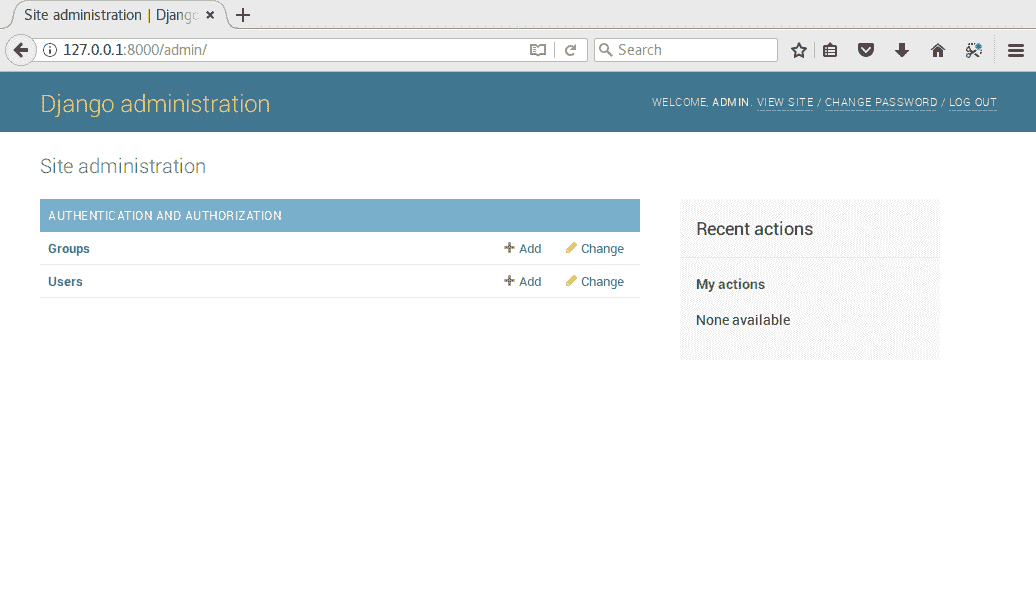 Site administration | Django
127.0.0.1:8000/admin/
Search
Django administration
WELCOME, ADMIN. VIEW SITE / CHANGE PASSWORD / LOG OUT
Site administration
AUTHENTICATION AND AUTHORIZATION
Groups Add Change
Users Add Change
Recent actions
My actions
None available